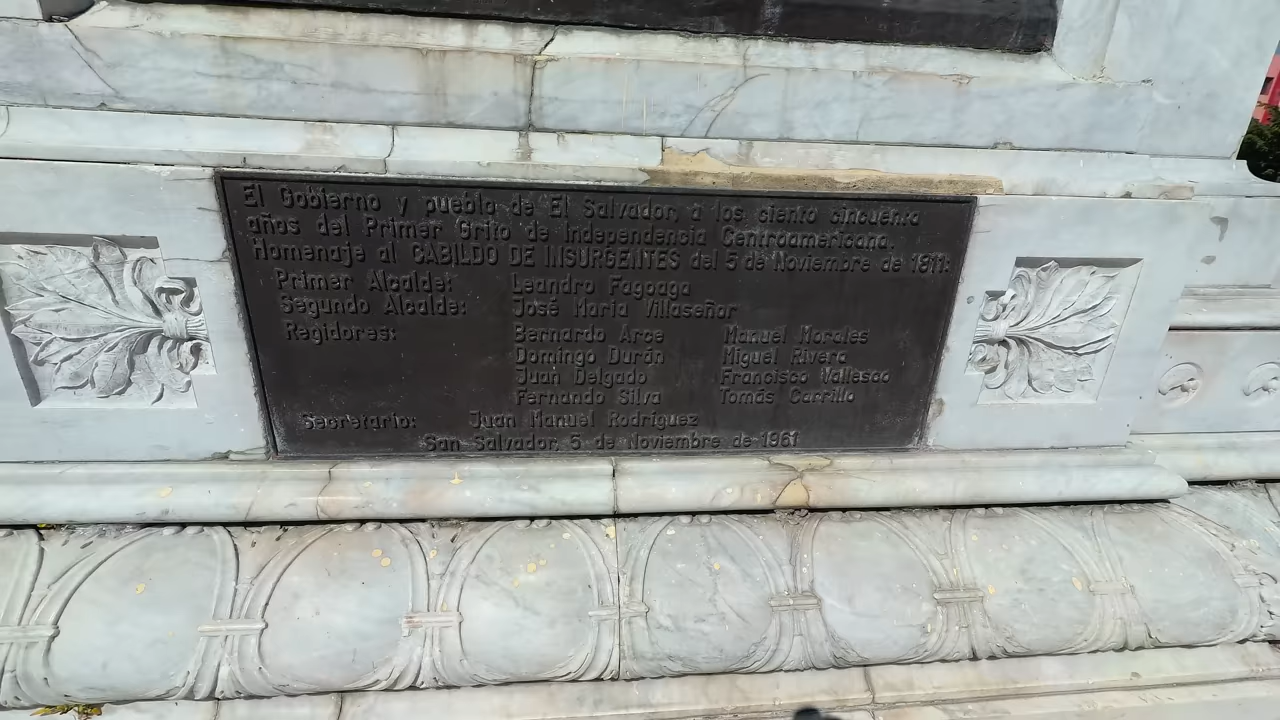 El Gobierno y pueblo de El Salvador, a los ciento cincuenta
años del Primer Grito de Independencia Centroamericana.
Homenaje al CABILDO DE INSURGENTES del 5 de Noviembre de 1811:
Primer Alcalde: Leandro Fagoaga
Segundo Alcalde: José María Villaseñor
Regidores: Bernardo Arce Manuel Morales
Domingo Durán Miguel Rivera
Juan Delgado Francisco Vallesco
Fernando Silva Tomás Carrillo
Secretario: Juan Manuel Rodríguez
San Salvador, 5 de Noviembre de 1961